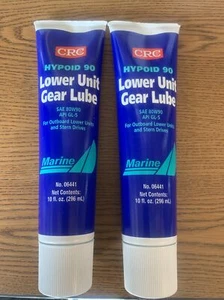 CRC
HYPOID 90
Lower Unit
Gear Lube
SAE 80W90
API GL-5
For Outboard Lower Units
and Stern Drives
Marine
No. 06441
Net Contents:
10 fl. oz. (296 mL)
CRC
HYPOID 90
Lower Unit
Gear Lube
SAE 80W90
API GL-5
For Outboard Lower Units
and Stern Drives
Marine
No. 06441
Net Contents:
10 fl. oz. (296 mL)